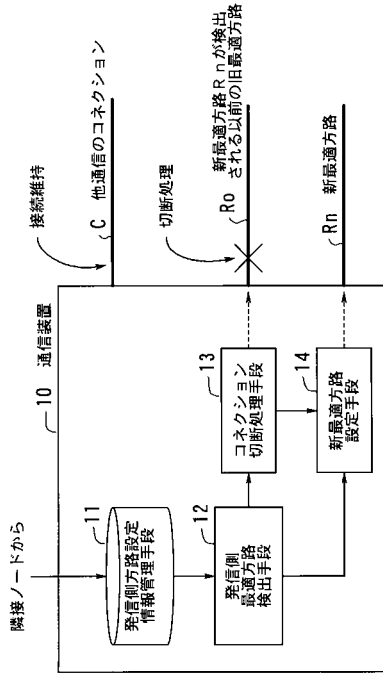 隣接ノードから
10 通信装置
11
発信側方路設定
情報管理手段
12
発信側
最適方路
検出手段
13
コネクション
切断処理手段
14
新最適方路
設定手段
接続維持
C 他通信のコネクション
切断処理
Ro
新最適方路Rnが検出
される以前の旧最適方路
Rn 新最適方路